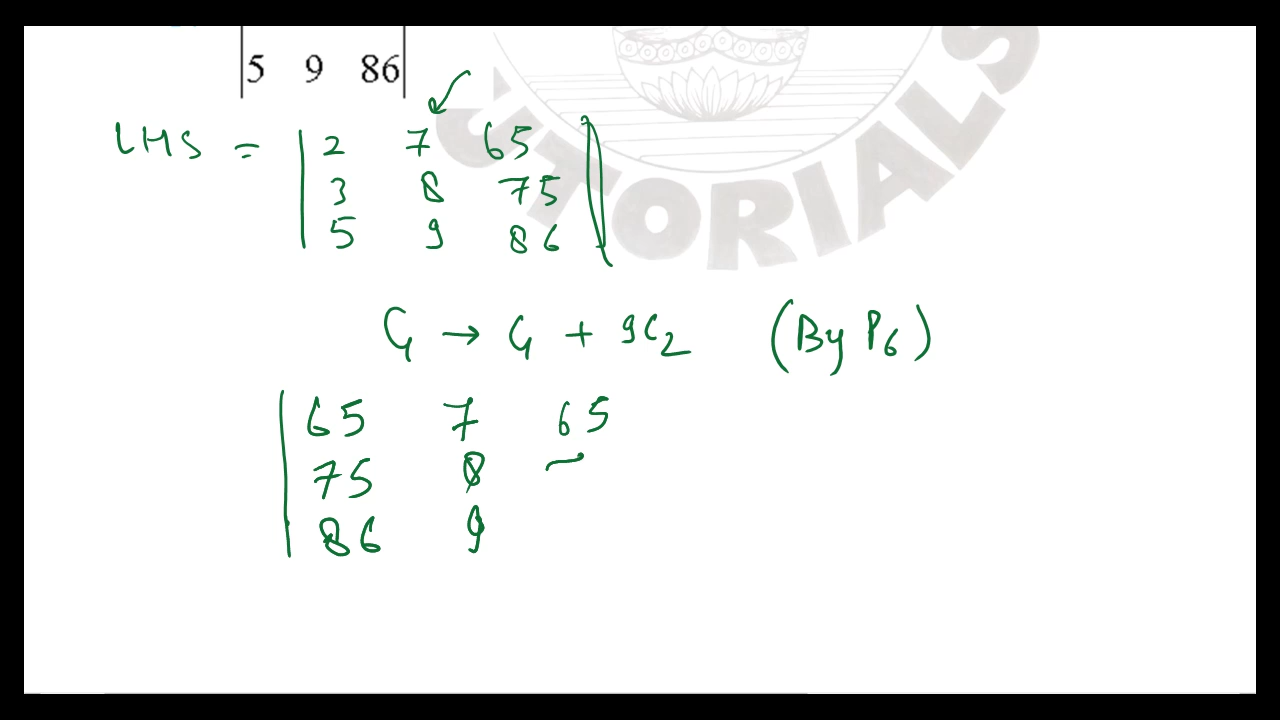 5 9 86
LHS = | 2 7 65 |
3 8 75
5 9 86
C₁ → C₁ + 9C₂ (By P₆)
| 65 7 65
75 8
86 9
TUTORIALS